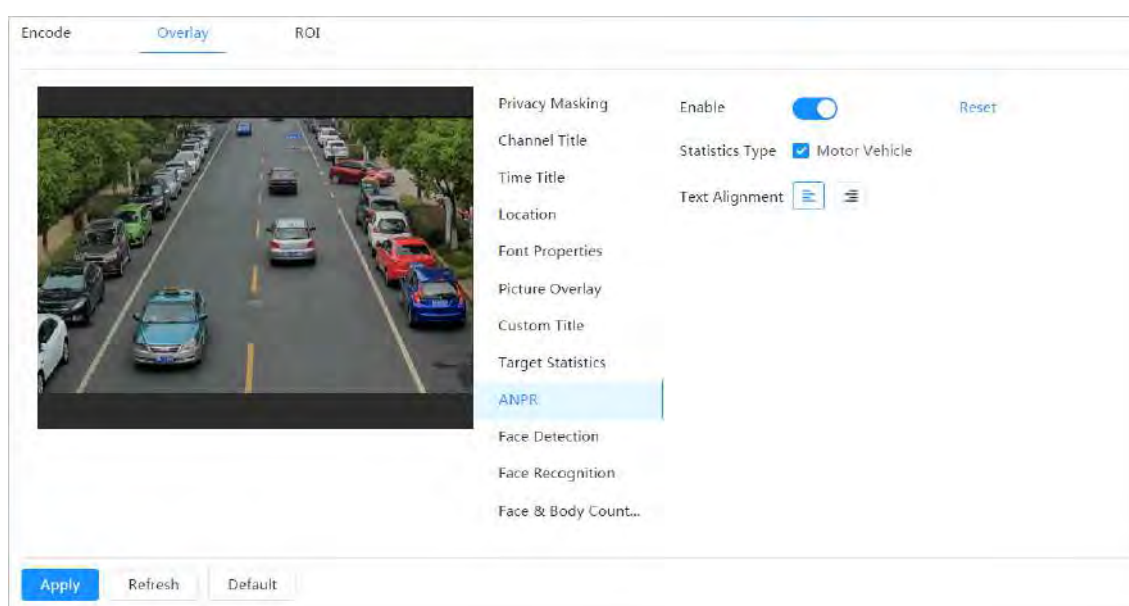 Encode Overlay ROI
Privacy Masking
Channel Title
Time Title
Location
Font Properties
Picture Overlay
Custom Title
Target Statistics
ANPR
Face Detection
Face Recognition
Face & Body Count...
Enable Reset
Statistics Type Motor Vehicle
Text Alignment
Apply Refresh Default